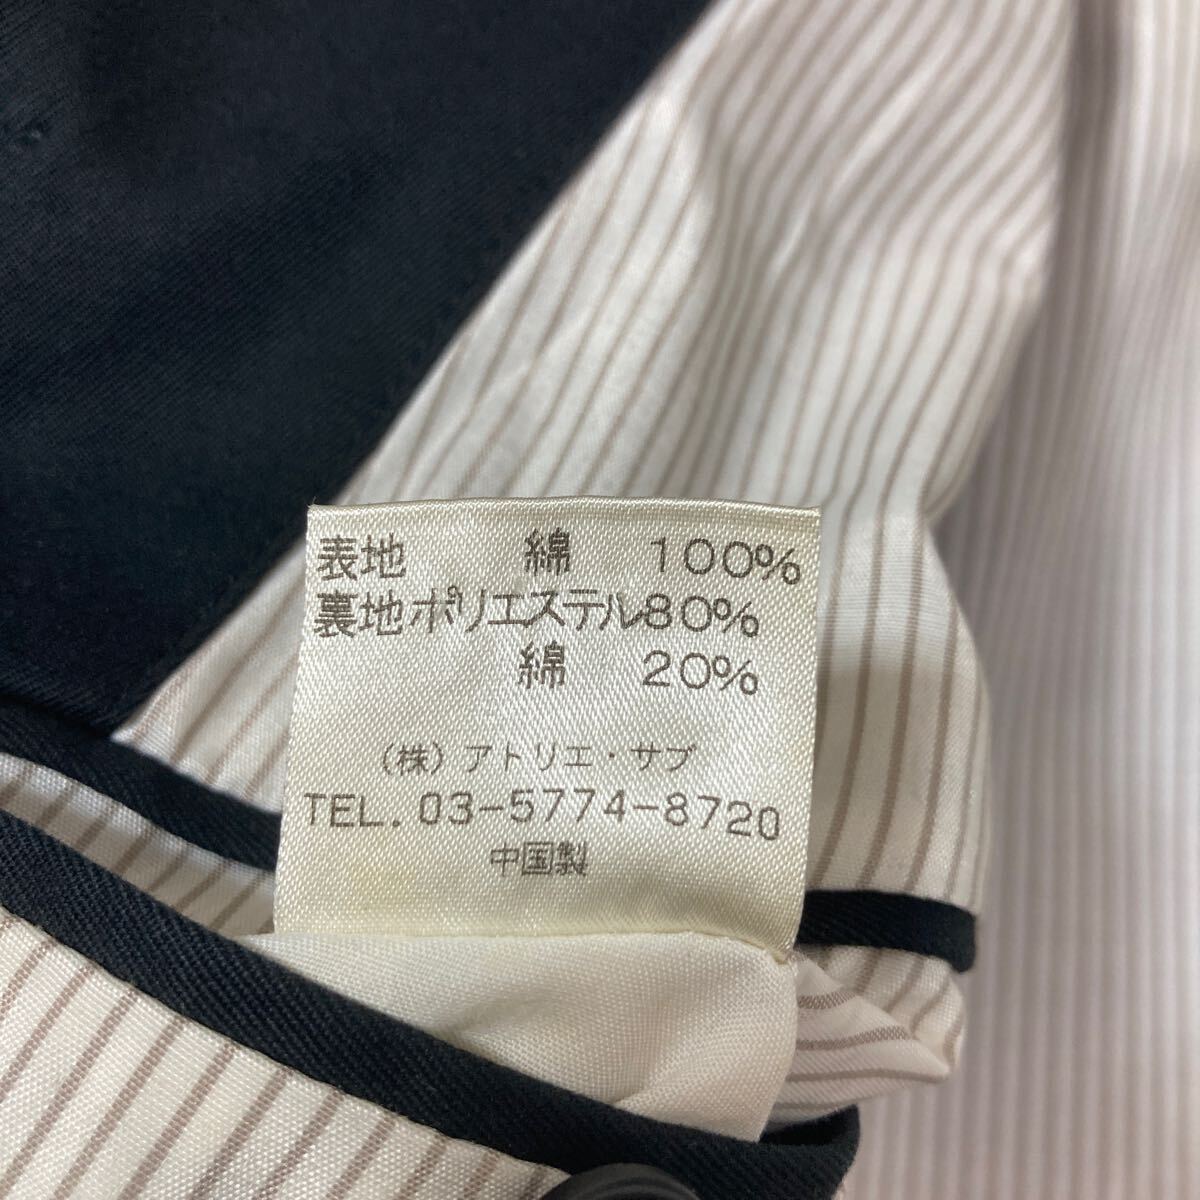 表地 綿 100%
裏地ポリエステル80%
綿 20%
(株)アトリエ・サブ
TEL.03-5774-8720
中国製